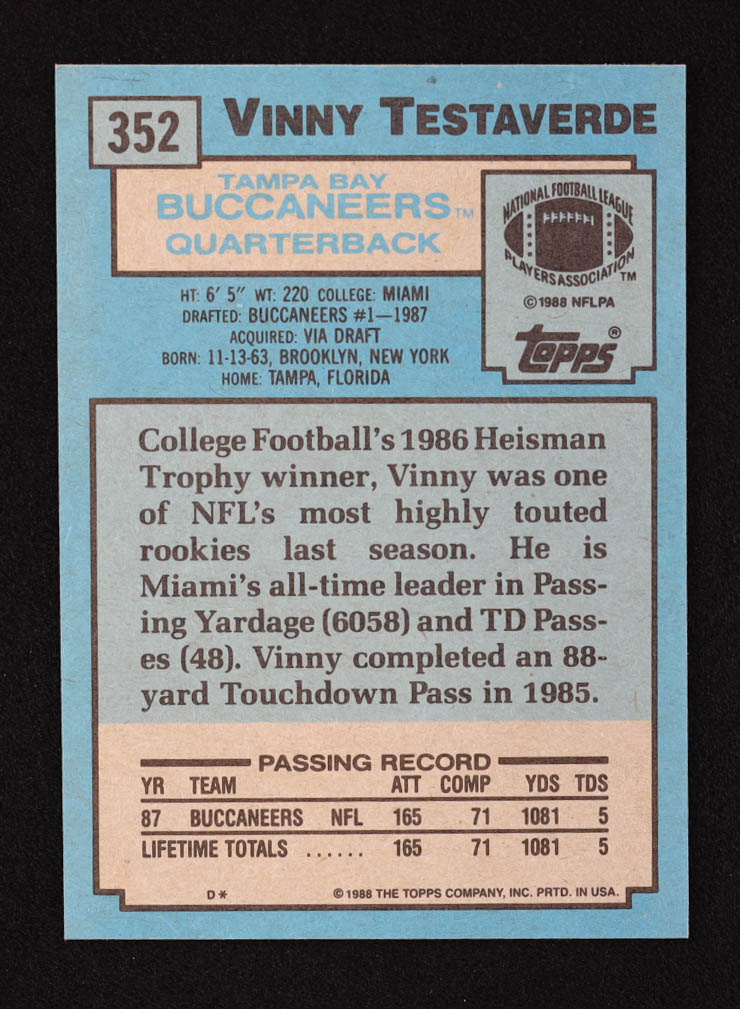 352
VINNY TESTAVERDE
TAMPA BAY
BUCCANEERS™
QUARTERBACK
NATIONAL FOOTBALL LEAGUE
PLAYERS ASSOCIATION™
©1988 NFLPA
topps®
HT: 6' 5" WT: 220 COLLEGE: MIAMI
DRAFTED: BUCCANEERS #1—1987
ACQUIRED: VIA DRAFT
BORN: 11-13-63, BROOKLYN, NEW YORK
HOME: TAMPA, FLORIDA
College Football's 1986 Heisman
Trophy winner, Vinny was one
of NFL's most highly touted
rookies last season. He is
Miami's all-time leader in Pass-
ing Yardage (6058) and TD Pass-
es (48). Vinny completed an 88-
yard Touchdown Pass in 1985.
PASSING RECORD
YR TEAM ATT COMP YDS TDS
87 BUCCANEERS NFL 165 71 1081 5
LIFETIME TOTALS ...... 165 71 1081 5
D* ©1988 THE TOPPS COMPANY, INC. PRTD. IN USA.